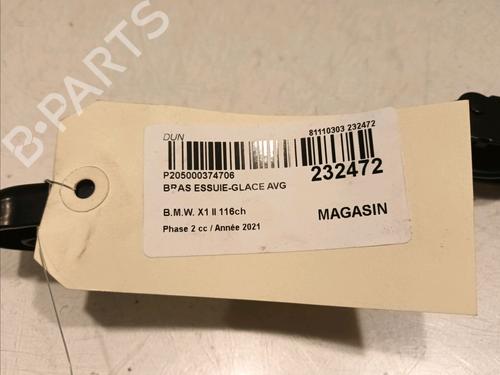 B-PARTS
DUN
81110303 232472
P205000374706
232472
BRAS ESSUIE-GLACE AVG
B.M.W. X1 II 116ch
MAGASIN
Phase 2 cc / Année 2021
B-PARTS